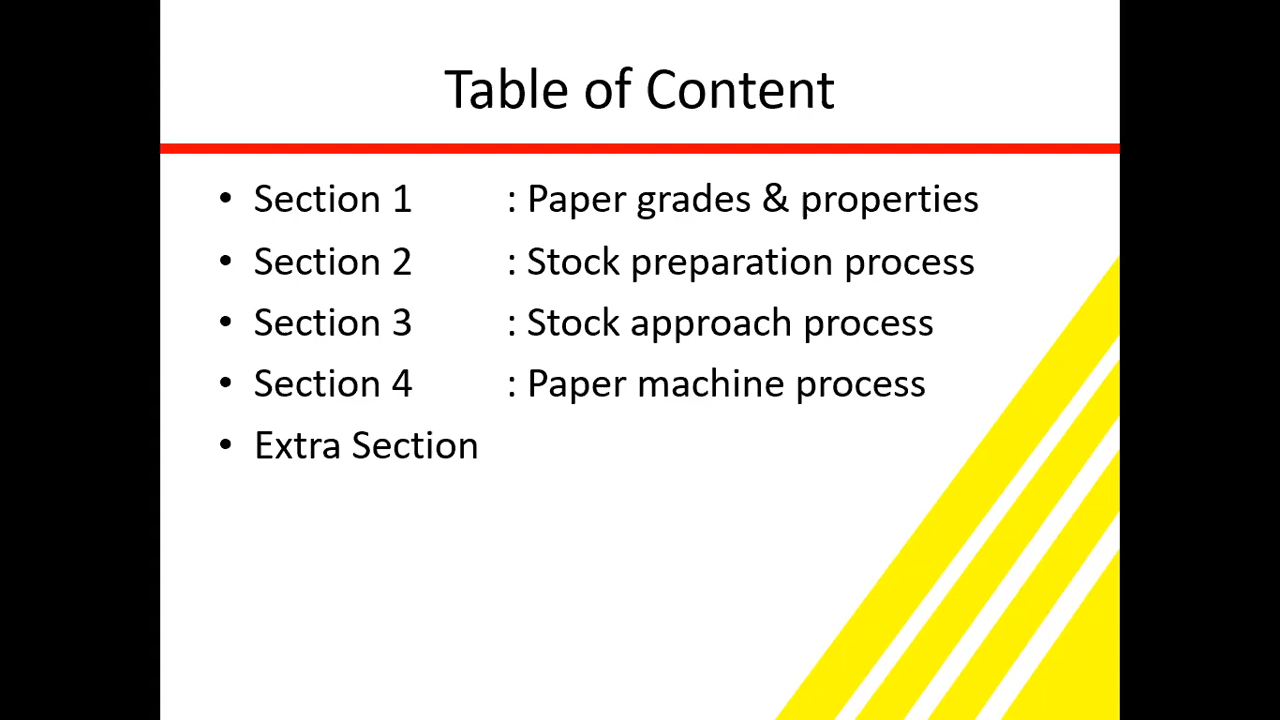 Table of Content
• Section 1 : Paper grades & properties
• Section 2 : Stock preparation process
• Section 3 : Stock approach process
• Section 4 : Paper machine process
• Extra Section